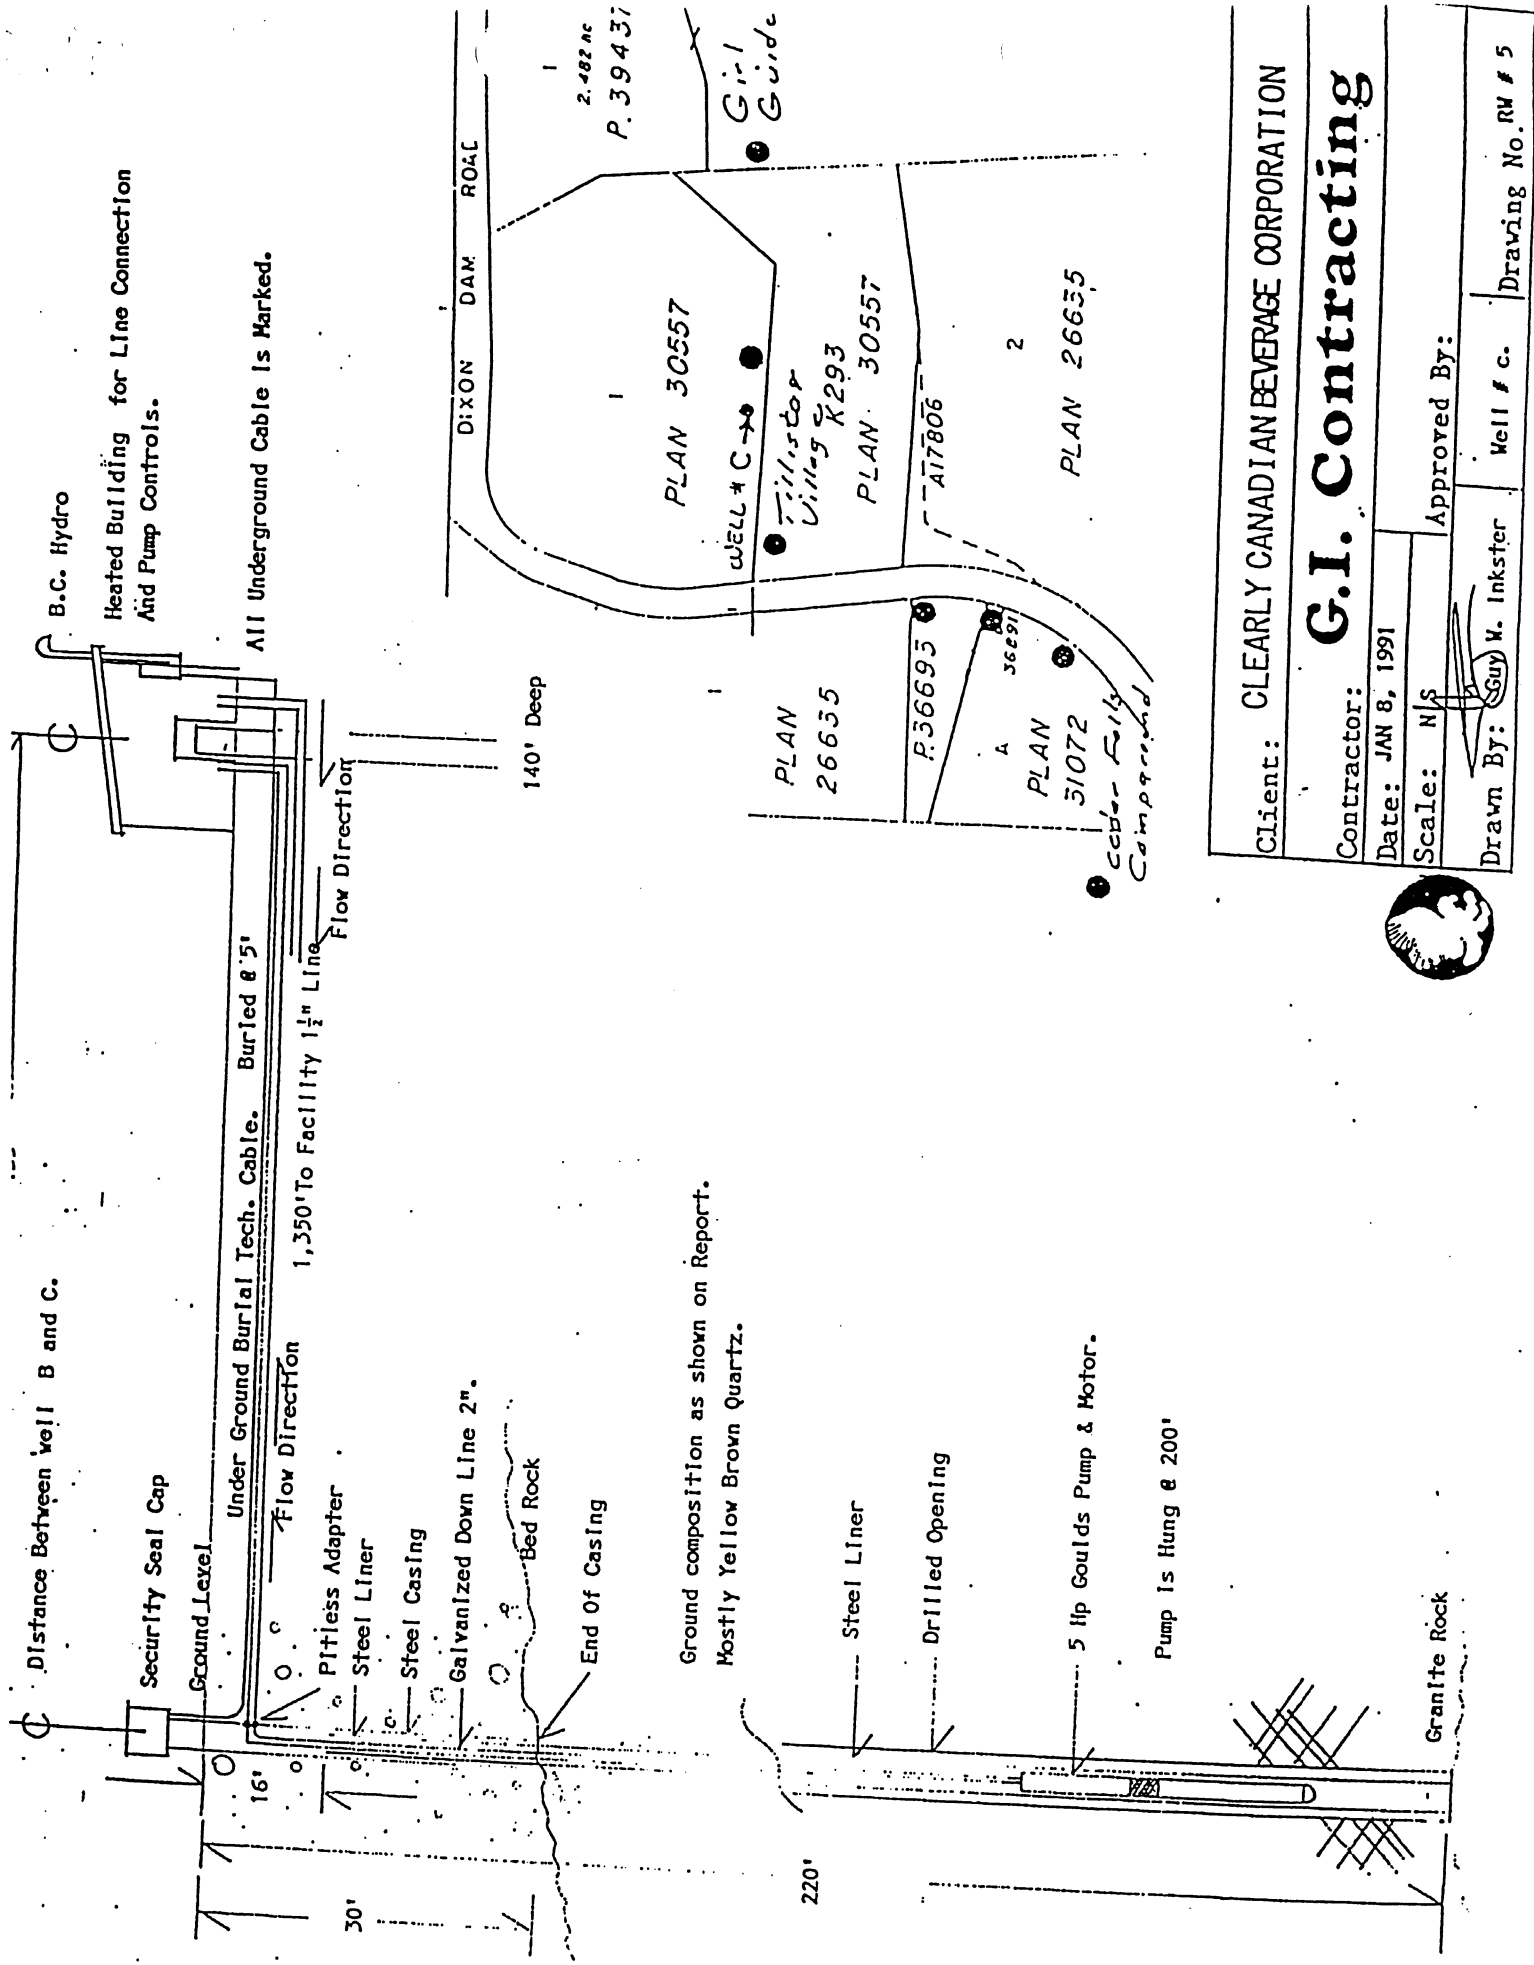 Distance Between Well B and C.
B.C. Hydro
Heated Building for Line Connection
And Pump Controls.
Security Seal Cap
Ground Level
Under Ground Burial Tech. Cable. Buried @ 5'
All Underground Cable Is Marked.
Flow Direction
1,350'To Facility 1½" Line
Flow Direction
16'
Pitless Adapter
Steel Liner
Steel Casing
Galvanized Down Line 2".
Bed Rock
End Of Casing
30'
140' Deep
Ground composition as shown on Report.
Mostly Yellow Brown Quartz.
220'
Steel Liner
Drilled Opening
5 Hp Goulds Pump & Motor.
Pump Is Hung @ 200'
Granite Rock
DIXON DAM ROAD
1
2.482 AC
P.39437
Girl
Guide
1
PLAN 30557
WELL # C
Village
K293
PLAN 30557
A17806
2
PLAN 26635
1
PLAN
26635
P.36693
A
PLAN
31072
Campground
Client: CLEARLY CANADIAN BEVERAGE CORPORATION
Contractor: G.I. Contracting
Date: JAN 8, 1991
Scale: N/S
Approved By:
Drawn By: Guy W. Inkster
Well # c.
Drawing No. RW # 5